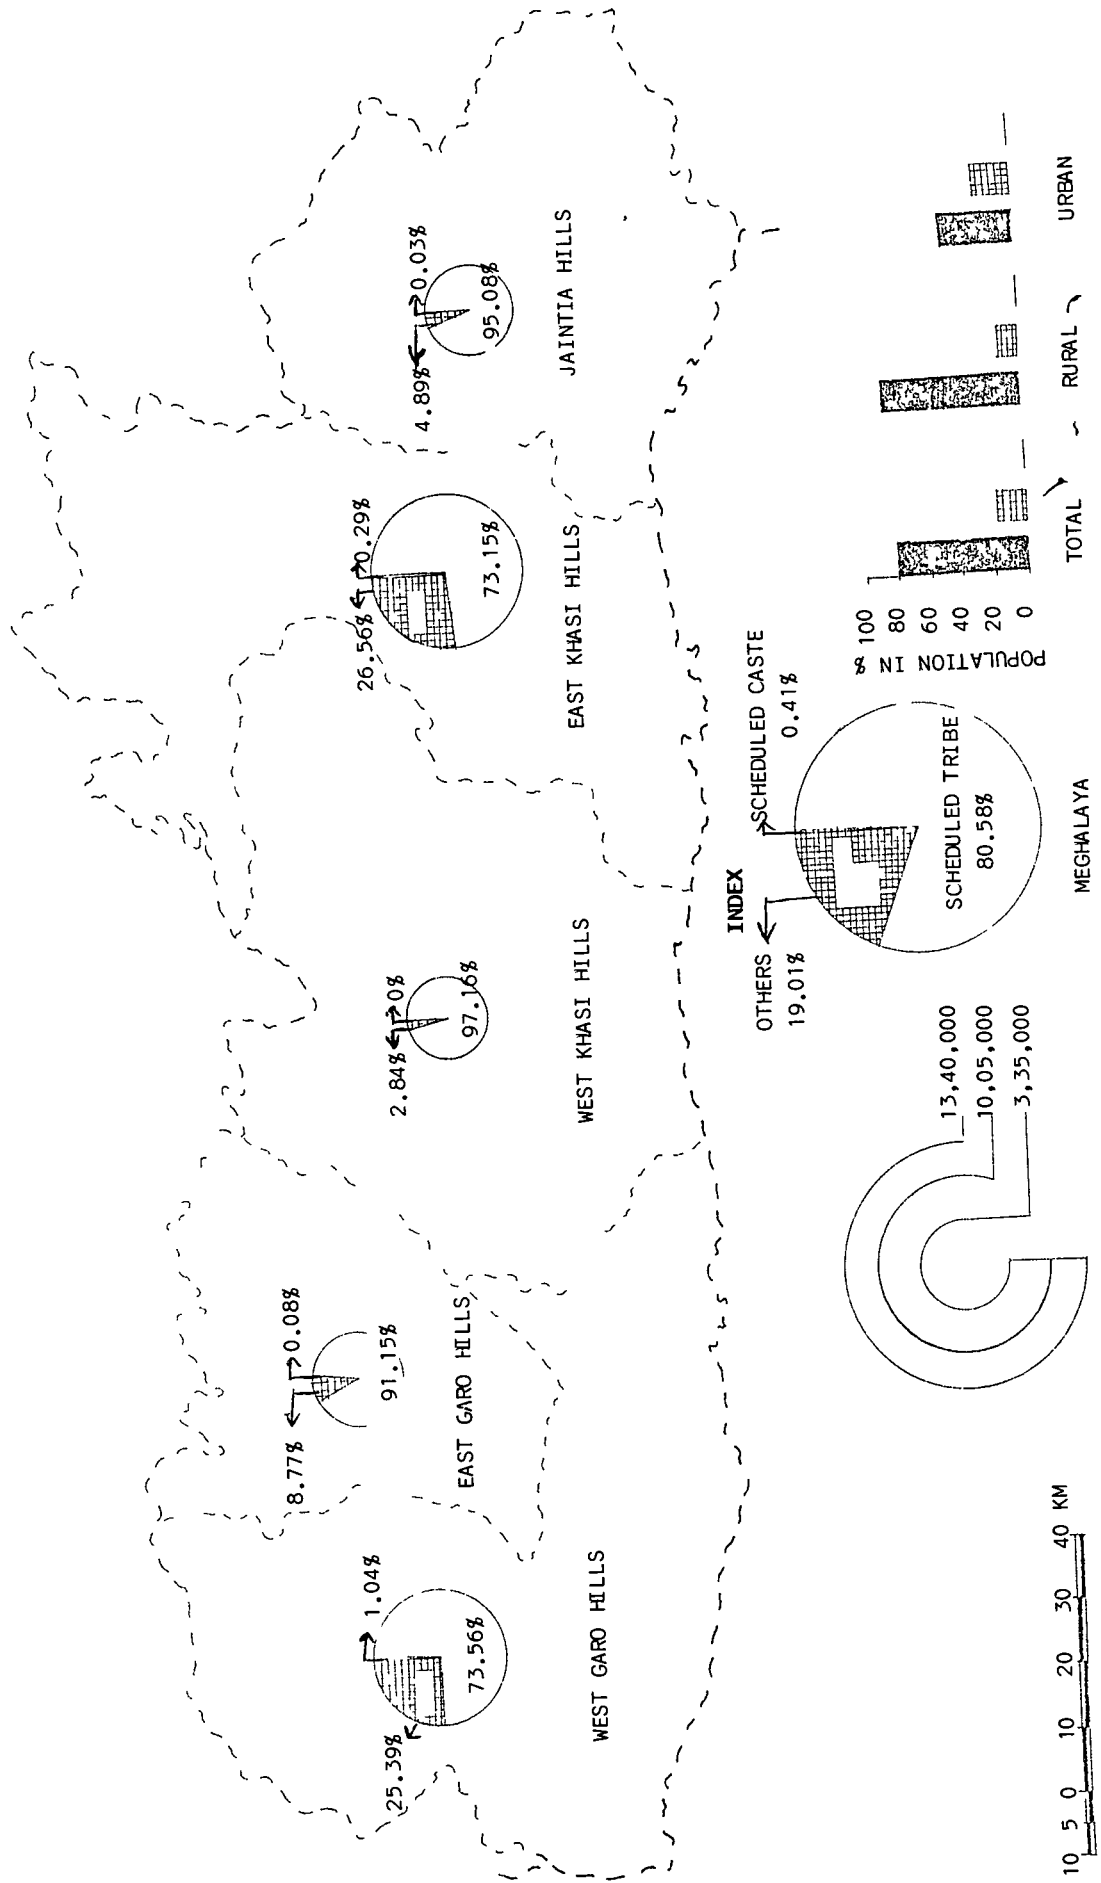 0.03%
4.89%
95.08%
JAINTIA HILLS
0.29%
26.56%
73.15%
EAST KHASI HILLS
0%
2.84%
97.16%
WEST KHASI HILLS
0.08%
8.77%
91.15%
EAST GARO HILLS
1.04%
25.39%
73.56%
WEST GARO HILLS
INDEX
SCHEDULED CASTE
0.41%
OTHERS
19.01%
SCHEDULED TRIBE
80.58%
MEGHALAYA
13,40,000
10,05,000
3,35,000
POPULATION IN %
100
80
60
40
20
0
TOTAL
RURAL
URBAN
10 5 0 10 20 30 40 KM